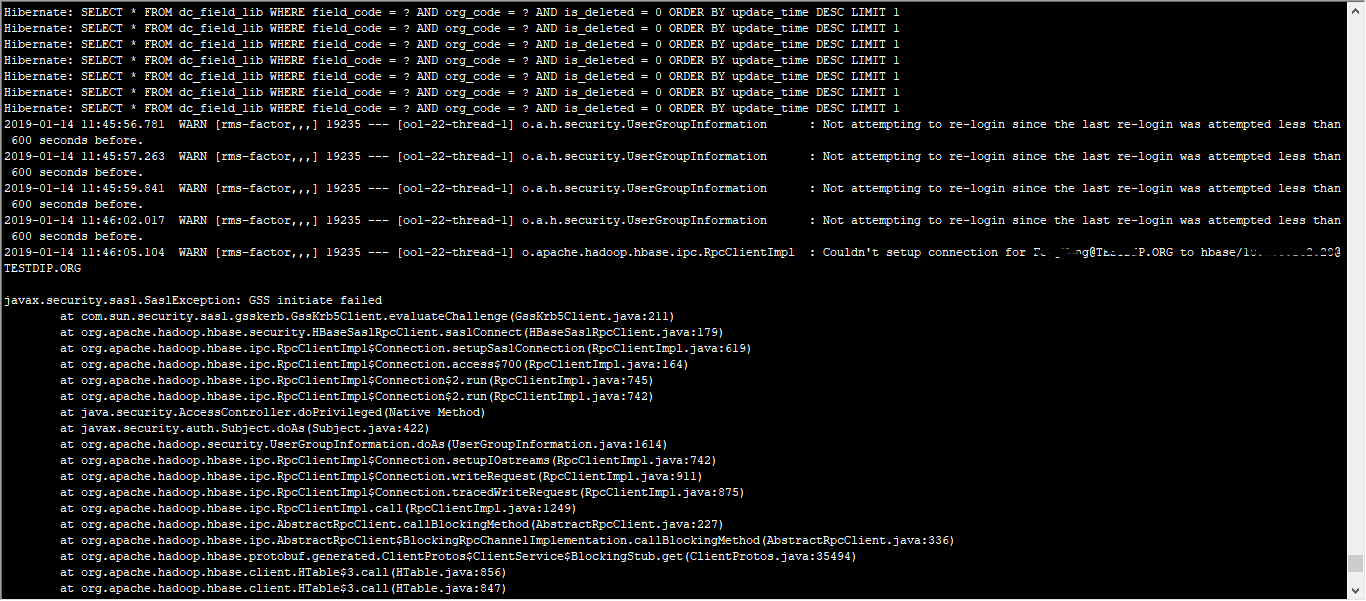 Hibernate: SELECT * FROM dc_field_lib WHERE field_code = ? AND org_code = ? AND is_deleted = 0 ORDER BY update_time DESC LIMIT 1
Hibernate: SELECT * FROM dc_field_lib WHERE field_code = ? AND org_code = ? AND is_deleted = 0 ORDER BY update_time DESC LIMIT 1
Hibernate: SELECT * FROM dc_field_lib WHERE field_code = ? AND org_code = ? AND is_deleted = 0 ORDER BY update_time DESC LIMIT 1
Hibernate: SELECT * FROM dc_field_lib WHERE field_code = ? AND org_code = ? AND is_deleted = 0 ORDER BY update_time DESC LIMIT 1
Hibernate: SELECT * FROM dc_field_lib WHERE field_code = ? AND org_code = ? AND is_deleted = 0 ORDER BY update_time DESC LIMIT 1
Hibernate: SELECT * FROM dc_field_lib WHERE field_code = ? AND org_code = ? AND is_deleted = 0 ORDER BY update_time DESC LIMIT 1
Hibernate: SELECT * FROM dc_field_lib WHERE field_code = ? AND org_code = ? AND is_deleted = 0 ORDER BY update_time DESC LIMIT 1
2019-01-14 11:45:56.781  WARN [rms-factor,,,] 19235 --- [ool-22-thread-1] o.a.h.security.UserGroupInformation      : Not attempting to re-login since the last re-login was attempted less than
600 seconds before.
2019-01-14 11:45:57.263  WARN [rms-factor,,,] 19235 --- [ool-22-thread-1] o.a.h.security.UserGroupInformation      : Not attempting to re-login since the last re-login was attempted less than
600 seconds before.
2019-01-14 11:45:59.841  WARN [rms-factor,,,] 19235 --- [ool-22-thread-1] o.a.h.security.UserGroupInformation      : Not attempting to re-login since the last re-login was attempted less than
600 seconds before.
2019-01-14 11:46:02.017  WARN [rms-factor,,,] 19235 --- [ool-22-thread-1] o.a.h.security.UserGroupInformation      : Not attempting to re-login since the last re-login was attempted less than
600 seconds before.
2019-01-14 11:46:05.104  WARN [rms-factor,,,] 19235 --- [ool-22-thread-1] o.apache.hadoop.hbase.ipc.RpcClientImpl  : Couldn't setup connection for to
TESTDIP.ORG
javax.security.sasl.SaslException: GSS initiate failed
at com.sun.security.sasl.gsskerb.GssKrb5Client.evaluateChallenge(GssKrb5Client.java:211)
at org.apache.hadoop.hbase.security.HBaseSaslRpcClient.saslConnect(HBaseSaslRpcClient.java:179)
at org.apache.hadoop.hbase.ipc.RpcClientImpl$Connection.setupSaslConnection(RpcClientImpl.java:619)
at org.apache.hadoop.hbase.ipc.RpcClientImpl$Connection.access$700(RpcClientImpl.java:164)
at org.apache.hadoop.hbase.ipc.RpcClientImpl$Connection$2.run(RpcClientImpl.java:745)
at org.apache.hadoop.hbase.ipc.RpcClientImpl$Connection$2.run(RpcClientImpl.java:742)
at java.security.AccessController.doPrivileged(Native Method)
at javax.security.auth.Subject.doAs(Subject.java:422)
at org.apache.hadoop.security.UserGroupInformation.doAs(UserGroupInformation.java:1614)
at org.apache.hadoop.hbase.ipc.RpcClientImpl$Connection.setupIOstreams(RpcClientImpl.java:742)
at org.apache.hadoop.hbase.ipc.RpcClientImpl$Connection.writeRequest(RpcClientImpl.java:911)
at org.apache.hadoop.hbase.ipc.RpcClientImpl$Connection.tracedWriteRequest(RpcClientImpl.java:875)
at org.apache.hadoop.hbase.ipc.RpcClientImpl.call(RpcClientImpl.java:1249)
at org.apache.hadoop.hbase.ipc.AbstractRpcClient.callBlockingMethod(AbstractRpcClient.java:227)
at org.apache.hadoop.hbase.ipc.AbstractRpcClient$BlockingRpcChannelImplementation.callBlockingMethod(AbstractRpcClient.java:336)
at org.apache.hadoop.hbase.protobuf.generated.ClientProtos$ClientService$BlockingStub.get(ClientProtos.java:35494)
at org.apache.hadoop.hbase.client.HTable$3.call(HTable.java:856)
at org.apache.hadoop.hbase.client.HTable$3.call(HTable.java:847)